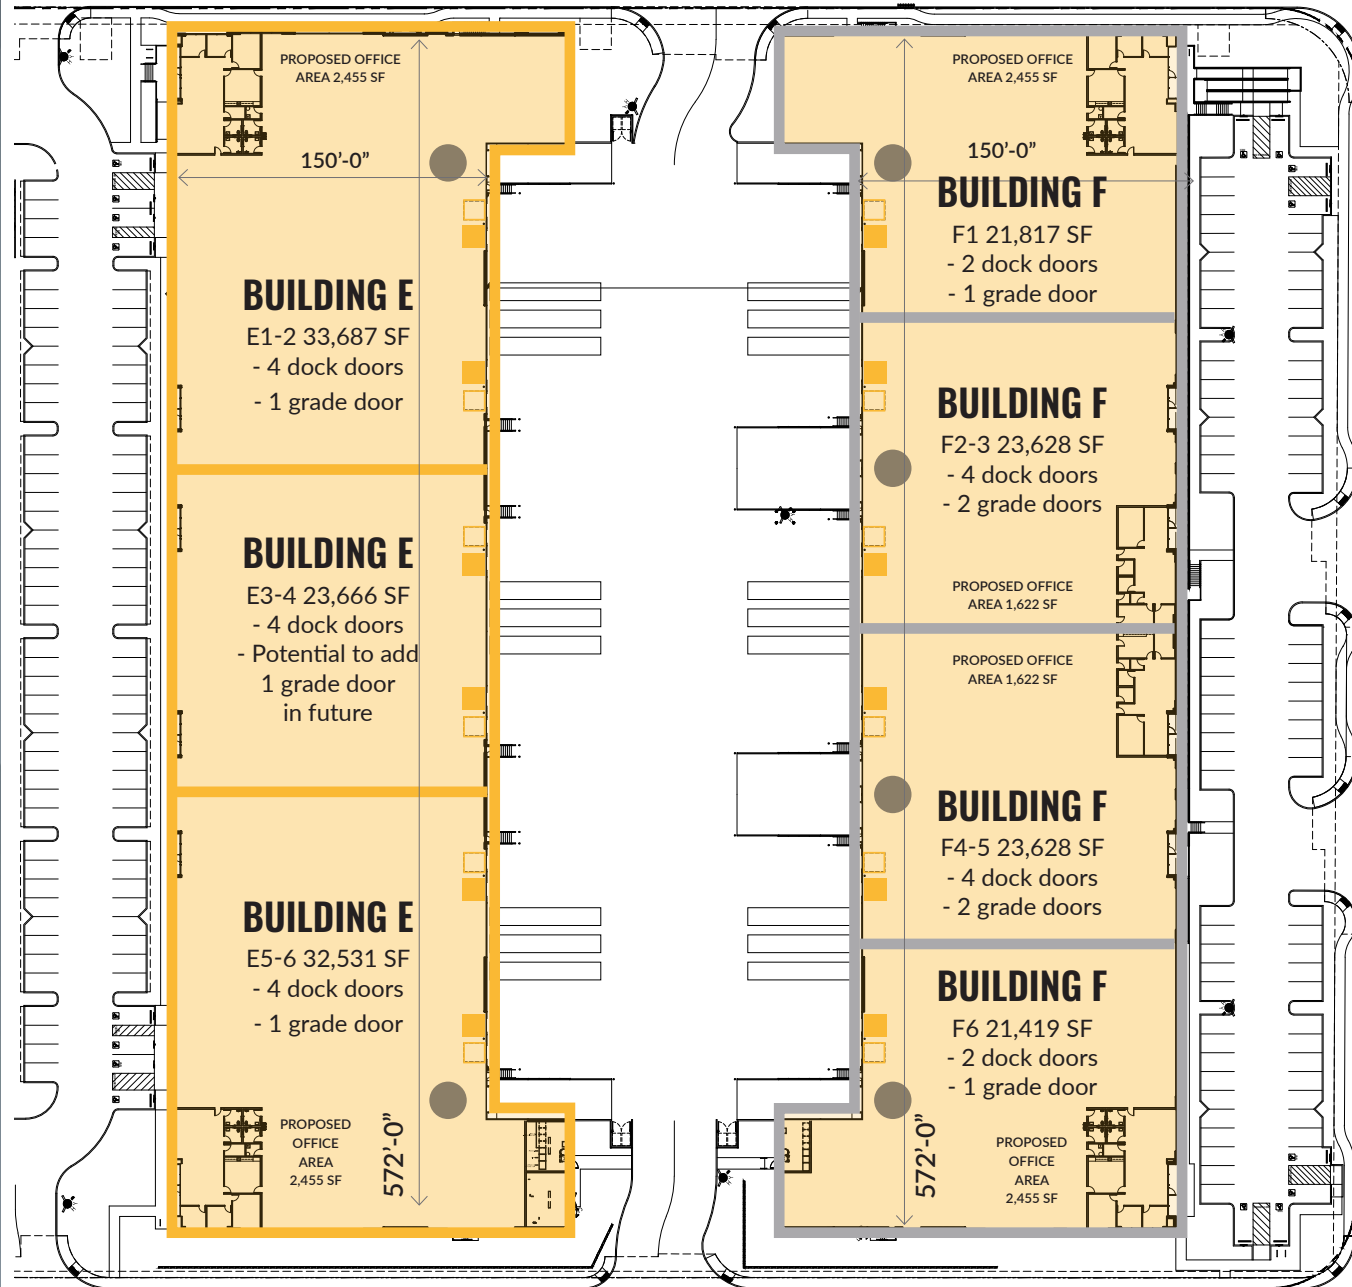 PROPOSED OFFICE
AREA 2,455 SF
150'-0”
BUILDING E
E1-2 33,687 SF
- 4 dock doors
- 1 grade door
BUILDING E
E3-4 23,666 SF
- 4 dock doors
- Potential to add
1 grade door
in future
BUILDING E
E5-6 32,531 SF
- 4 dock doors
- 1 grade door
PROPOSED
OFFICE
AREA
2,455 SF
572'-0”
PROPOSED OFFICE
AREA 2,455 SF
150'-0”
BUILDING F
F1 21,817 SF
- 2 dock doors
- 1 grade door
BUILDING F
F2-3 23,628 SF
- 4 dock doors
- 2 grade doors
PROPOSED OFFICE
AREA 1,622 SF
PROPOSED OFFICE
AREA 1,622 SF
BUILDING F
F4-5 23,628 SF
- 4 dock doors
- 2 grade doors
BUILDING F
F6 21,419 SF
- 2 dock doors
- 1 grade door
572'-0”
PROPOSED
OFFICE
AREA
2,455 SF